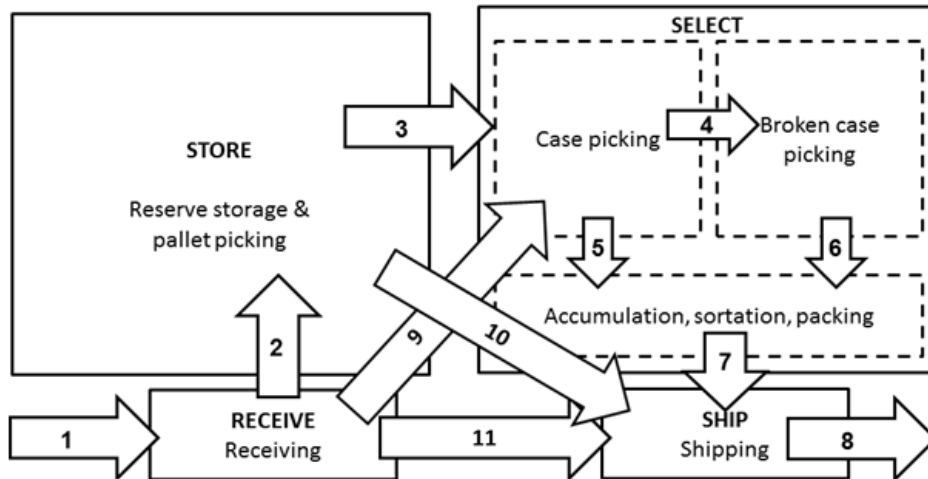 STORE
Reserve storage &
pallet picking
SELECT
Case picking
Broken case
picking
Accumulation, sortation, packing
RECEIVE
Receiving
SHIP
Shipping
1
2
3
4
5
6
7
8
9
10
11